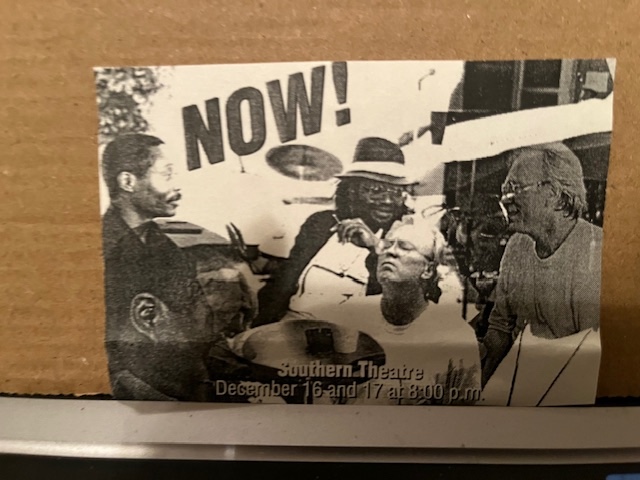 NOW!
Southern Theatre
December 16 and 17 at 8:00 p.m.